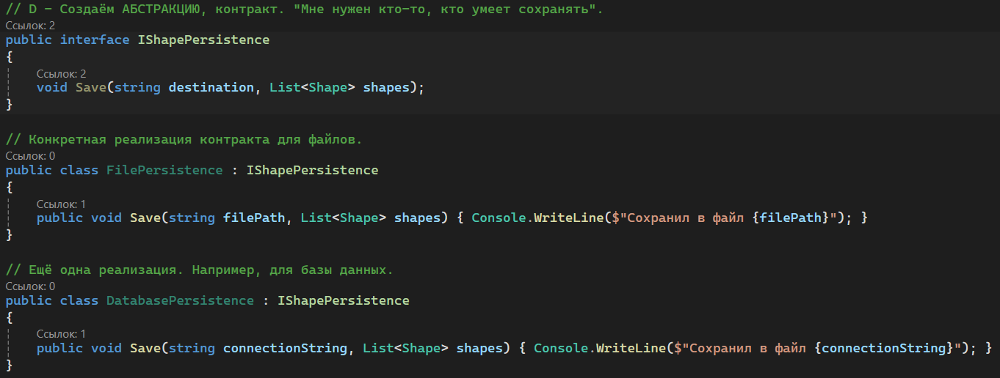 // D – Создаём АБСТРАКЦИЮ, контракт. "Мне нужен кто-то, кто умеет сохранять".
Ссылок: 2
public interface IShapePersistence
{
Ссылок: 2
void Save(string destination, List<Shape> shapes);
}
// Конкретная реализация контракта для файлов.
Ссылок: 0
public class FilePersistence : IShapePersistence
{
Ссылок: 1
public void Save(string filePath, List<Shape> shapes) { Console.WriteLine($"Сохранил в файл {filePath}"); }
}
// Ещё одна реализация. Например, для базы данных.
Ссылок: 0
public class DatabasePersistence : IShapePersistence
{
Ссылок: 1
public void Save(string connectionString, List<Shape> shapes) { Console.WriteLine($"Сохранил в файл {connectionString}"); }
}